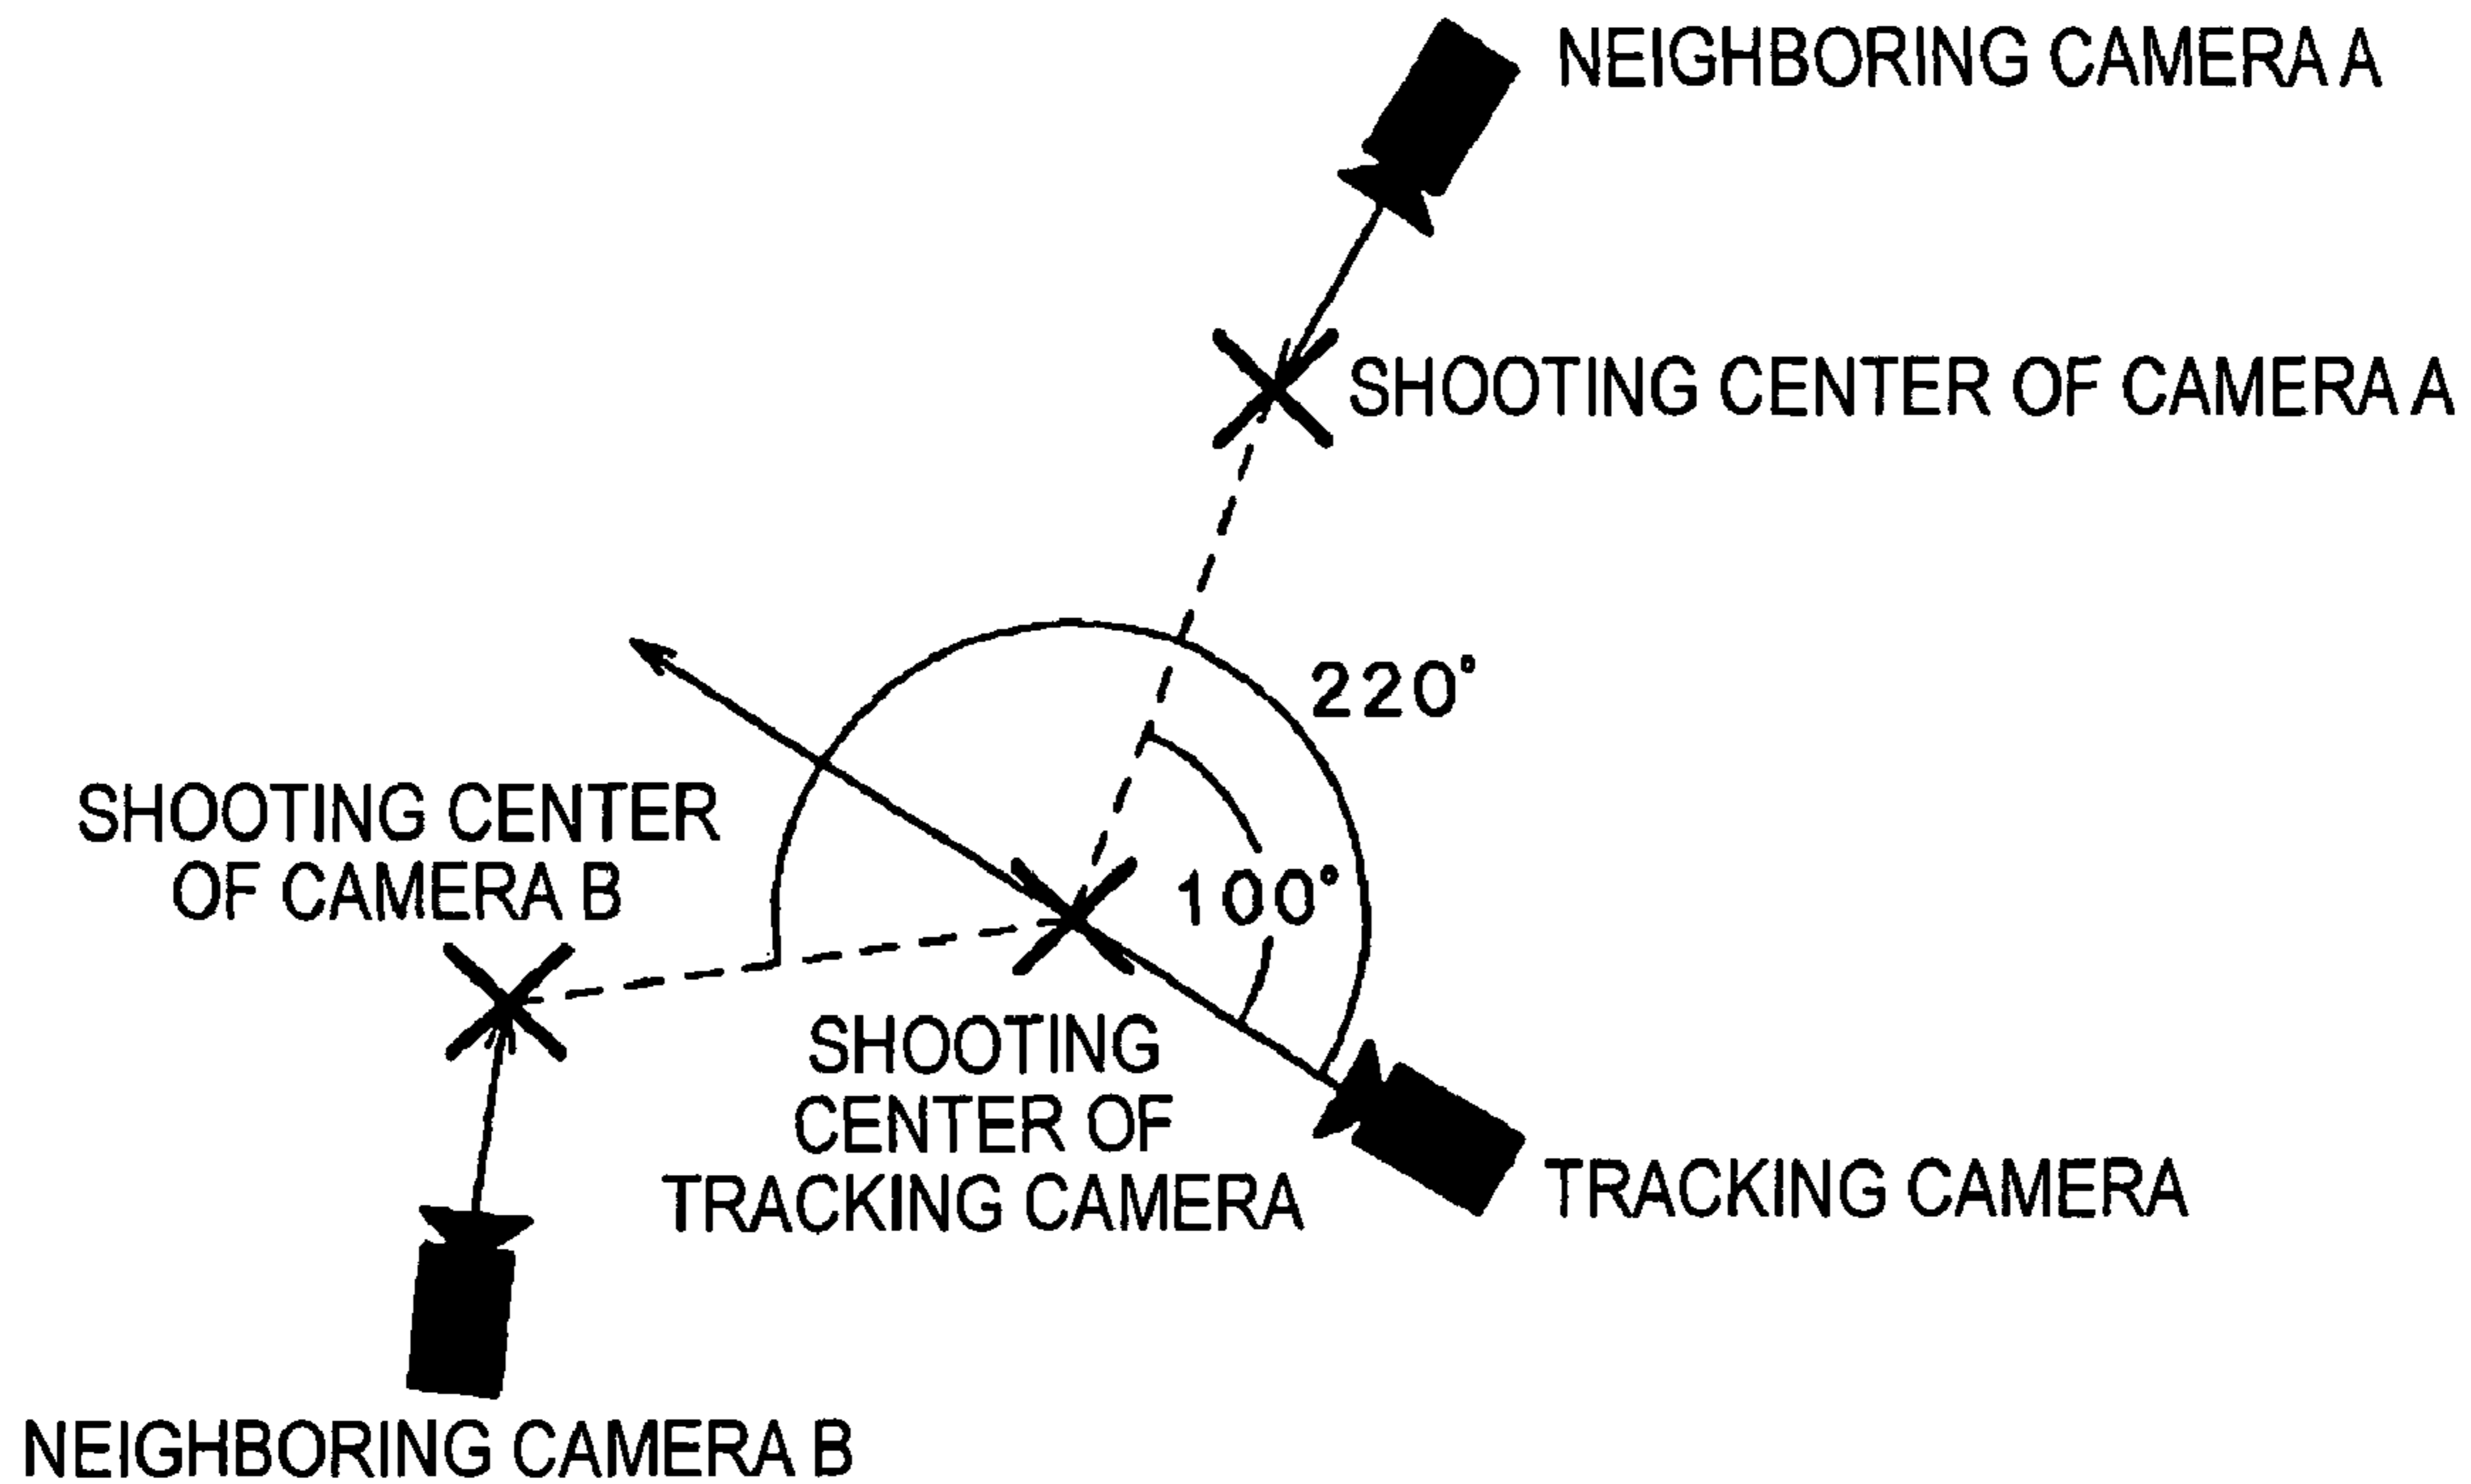 NEIGHBORING CAMERA A
SHOOTING CENTER OF CAMERA A
220°
SHOOTING CENTER
OF CAMERA B
100°
SHOOTING
CENTER OF
TRACKING CAMERA
TRACKING CAMERA
NEIGHBORING CAMERA B